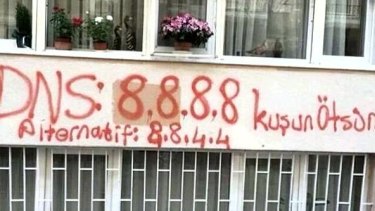 DNS: 8.8.8.8 kuşun Ötsün
Alternatif: 8.8.4.4